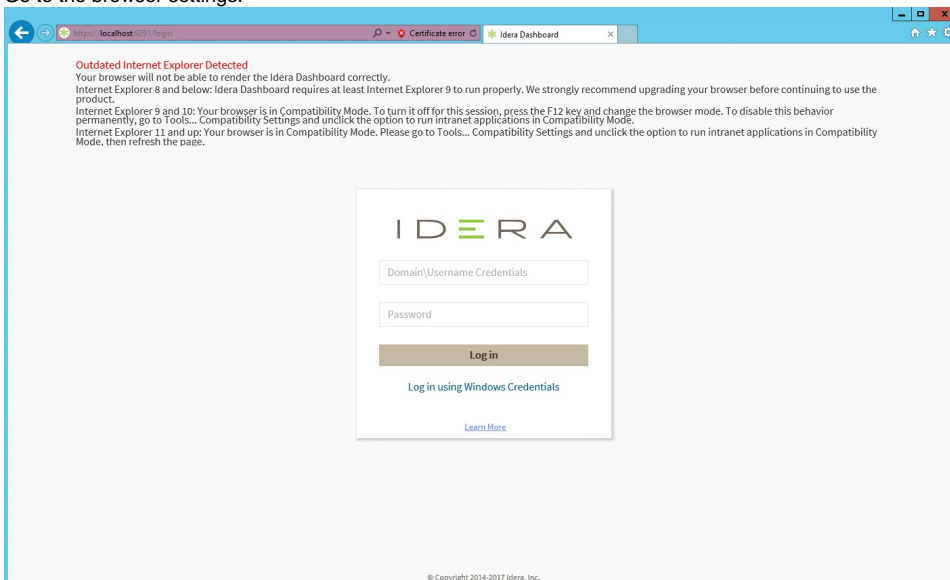 Go to the browser settings.
https://localhost:9291/login
Certificate error
Idera Dashboard
Outdated Internet Explorer Detected
Your browser will not be able to render the Idera Dashboard correctly.
Internet Explorer 8 and below: Idera Dashboard requires at least Internet Explorer 9 to run properly. We strongly recommend upgrading your browser before continuing to use the
product.
Internet Explorer 9 and 10: Your browser is in Compatibility Mode. To turn it off for this session, press the F12 key and change the browser mode. To disable this behavior
permanently, go to Tools... Compatibility Settings and unclick the option to run intranet applications in Compatibility Mode.
Internet Explorer 11 and up: Your browser is in Compatibility Mode. Please go to Tools... Compatibility Settings and unclick the option to run intranet applications in Compatibility
Mode, then refresh the page.
IDERA
Domain\Username Credentials
Password
Log in
Log in using Windows Credentials
Learn More
© Copyright 2014-2017 Idera, Inc.